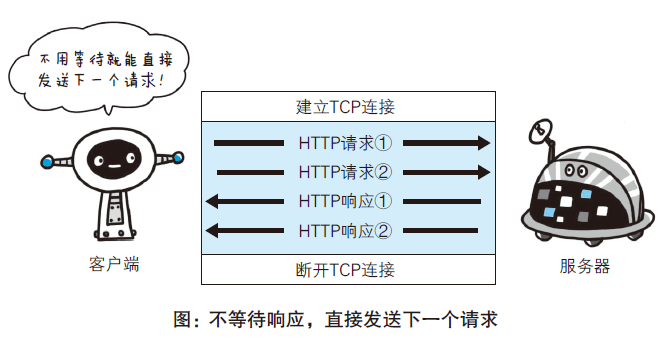 不用等待就能直接
发送下一个请求！
建立TCP连接
HTTP请求①
HTTP请求②
HTTP响应①
HTTP响应②
断开TCP连接
客户端
服务器
图：不等待响应，直接发送下一个请求